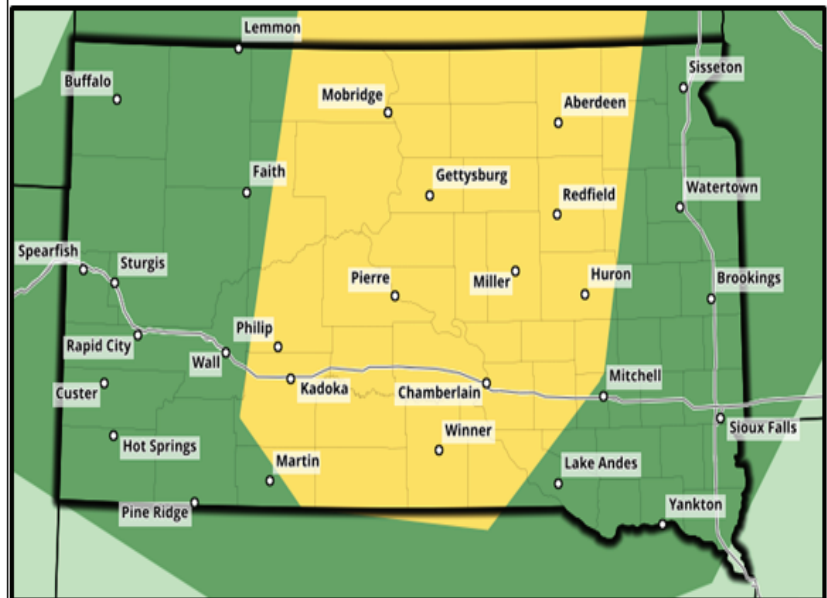 Lemmon
Sisseton
Buffalo
Mobridge
Aberdeen
Faith
Gettysburg
Redfield
Watertown
Spearfish
Sturgis
Pierre
Miller
Huron
Brookings
Philip
Rapid City
Wall
Kadoka
Chamberlain
Mitchell
Custer
Sioux Falls
Winner
Hot Springs
Martin
Lake Andes
Pine Ridge
Yankton